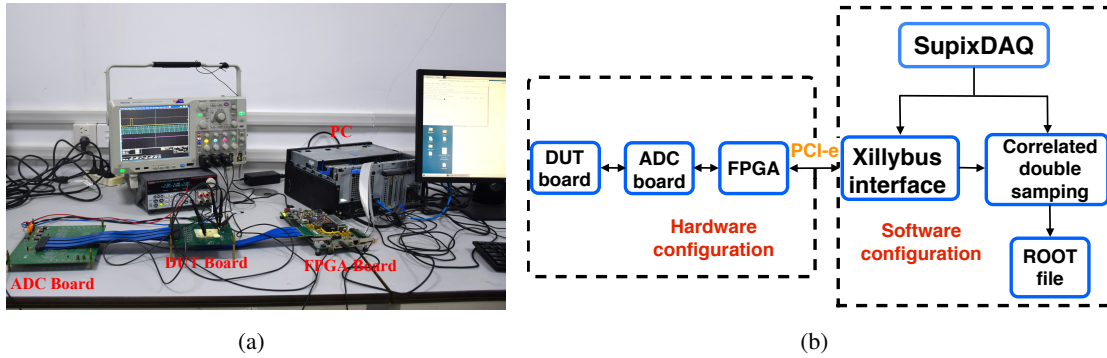 PC
ADC Board
DUT Board
FPGA Board
(a)
SupixDAQ
DUT
board
ADC
board
FPGA
PCI-e
Xillybus
interface
Correlated
double
samping
Hardware
configuration
Software
configuration
ROOT
file
(b)